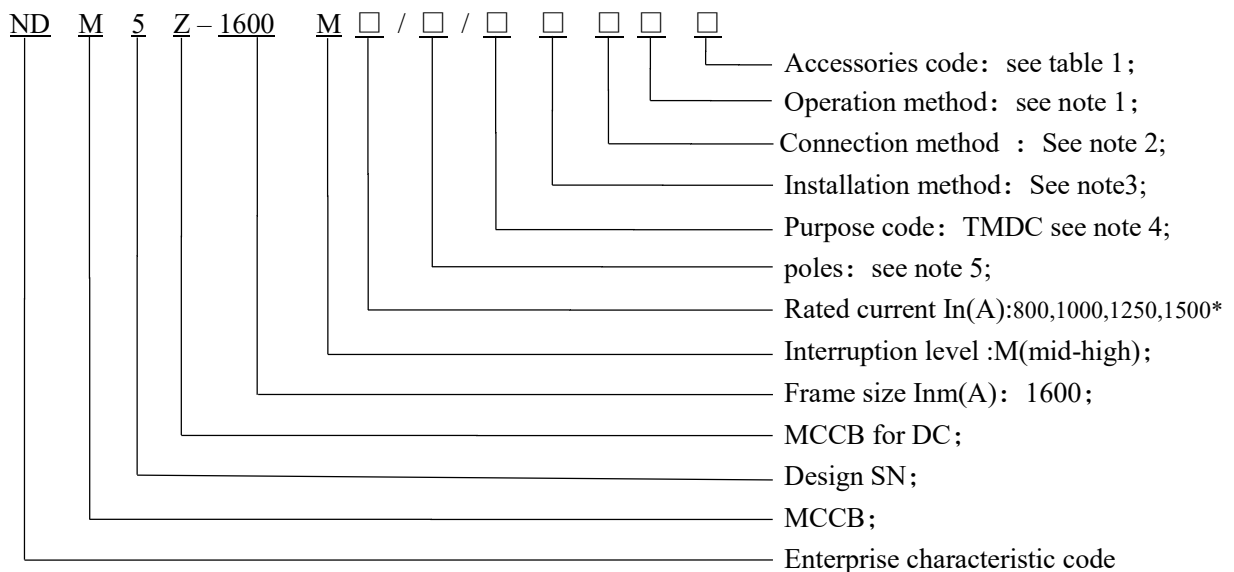 ND M 5 Z – 1600 M □ / □ / □ □ □ □ □
Accessories code：see table 1；
Operation method：see note 1；
Connection method ：See note 2;
Installation method：See note3;
Purpose code：TMDC see note 4;
poles：see note 5;
Rated current In(A):800,1000,1250,1500*
Interruption level :M(mid-high)；
Frame size Inm(A)：1600；
MCCB for DC；
Design SN；
MCCB；
Enterprise characteristic code